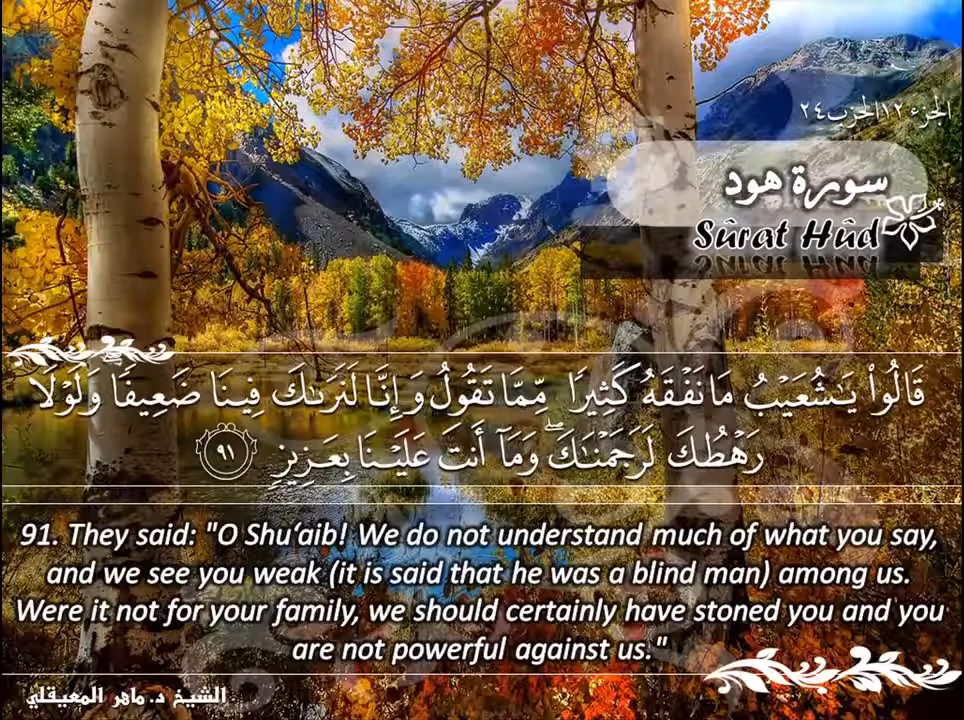 الجزء ١٢ الحزب ٢٤
سورة هود
Sûrat Hûd
قَالُوا۟ يَـٰشُعَيْبُ مَا نَفْقَهُ كَثِيرًا مِّمَّا تَقُولُ وَإِنَّا لَنَرَىٰكَ فِينَا ضَعِيفًا وَلَوْلَا
رَهْطُكَ لَرَجَمْنَـٰكَ ۖ وَمَآ أَنتَ عَلَيْنَا بِعَزِيزٍ ٩١
91. They said: "O Shu‘aib! We do not understand much of what you say,
and we see you weak (it is said that he was a blind man) among us.
Were it not for your family, we should certainly have stoned you and you
are not powerful against us."
الشيخ د. ماهر المعيقلي